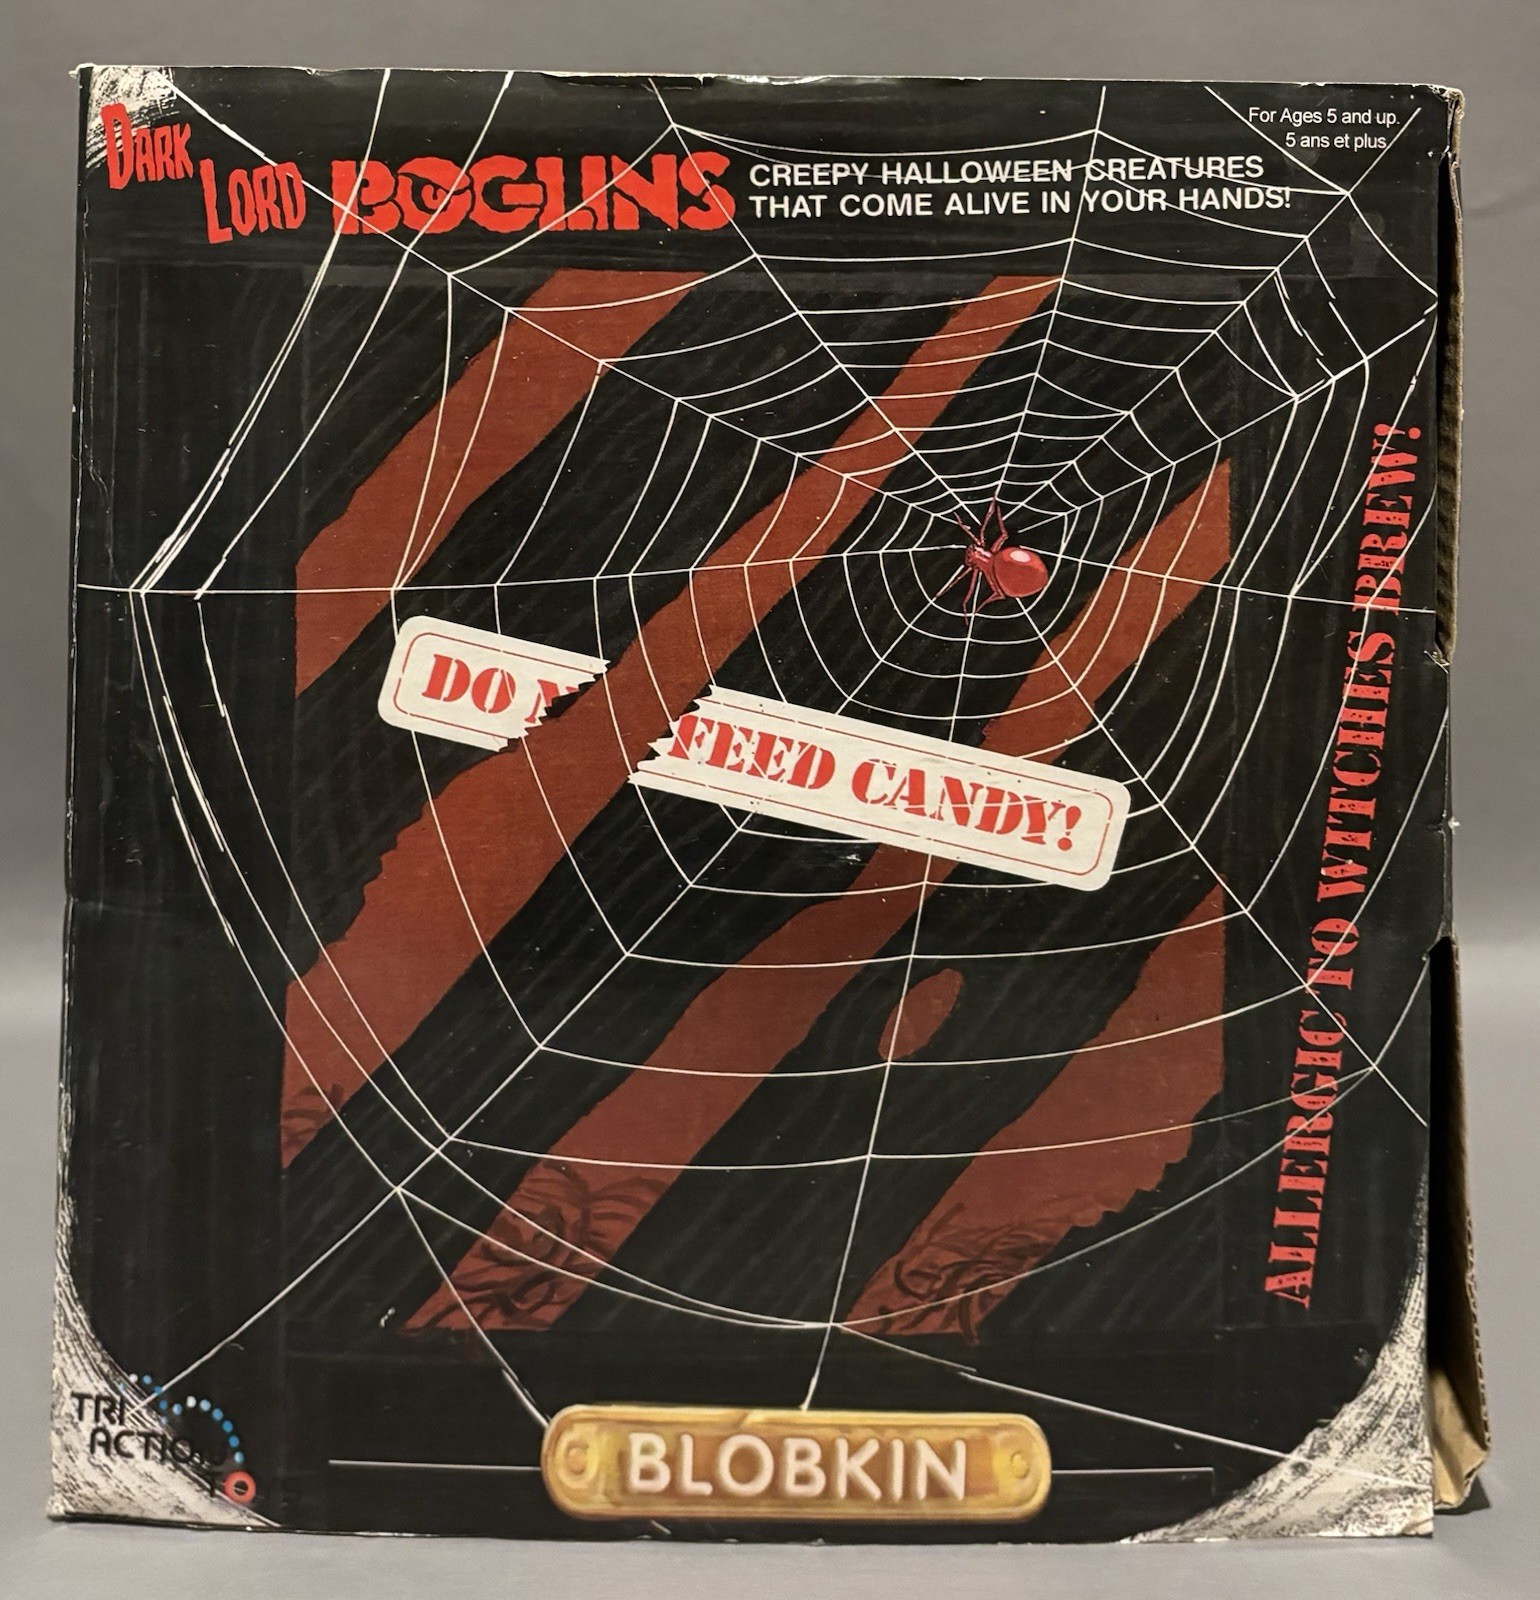 DARK
LORD BOGLINS
CREEPY HALLOWEEN CREATURES
THAT COME ALIVE IN YOUR HANDS!
For Ages 5 and up.
5 ans et plus
DO N
FEED CANDY!
ALLERGIC TO WITCHES BREW!
TRI
ACTION
BLOBKIN